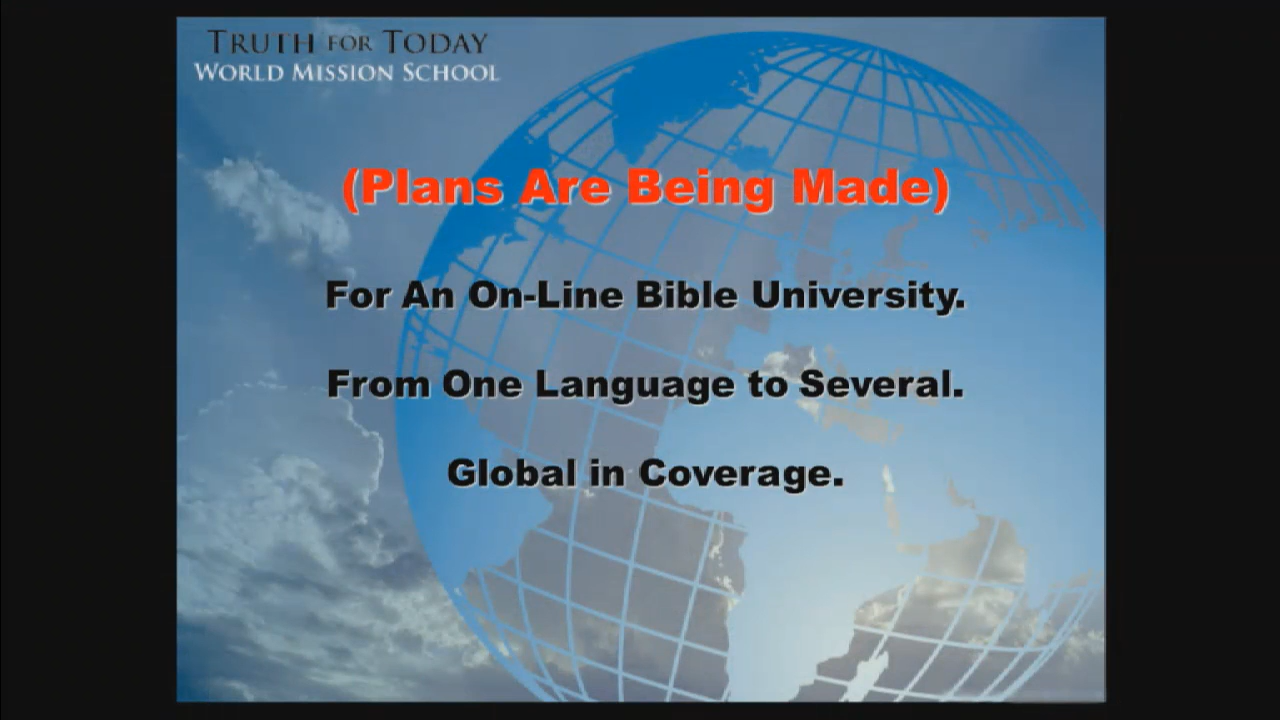 TRUTH FOR TODAY
WORLD MISSION SCHOOL
(Plans Are Being Made)
For An On-Line Bible University.
From One Language to Several.
Global in Coverage.